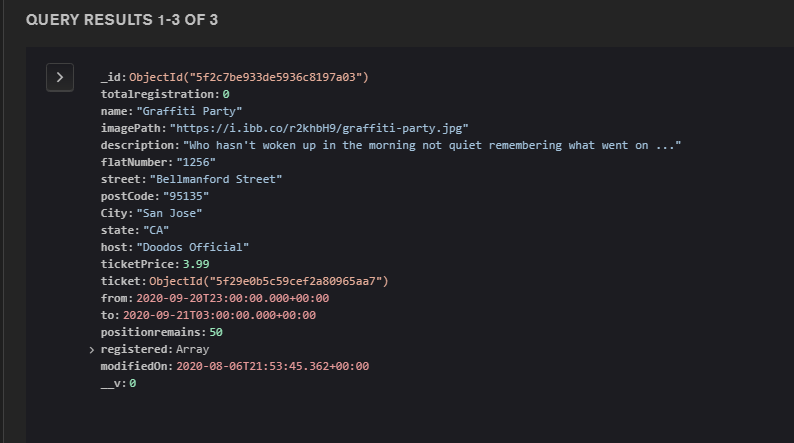 QUERY RESULTS 1-3 OF 3
_id: ObjectId("5f2c7be933de5936c8197a03")
totalregistration: 0
name: "Graffiti Party"
imagePath: "https://i.ibb.co/r2khbH9/graffiti-party.jpg"
description: "Who hasn't woken up in the morning not quiet remembering what went on ..."
flatNumber: "1256"
street: "Bellmanford Street"
postCode: "95135"
City: "San Jose"
state: "CA"
host: "Doodos Official"
ticketPrice: 3.99
ticket: ObjectId("5f29e0b5c59cef2a80965aa7")
from: 2020-09-20T23:00:00.000+00:00
to: 2020-09-21T03:00:00.000+00:00
positionremains: 50
registered: Array
modifiedOn: 2020-08-06T21:53:45.362+00:00
__v: 0